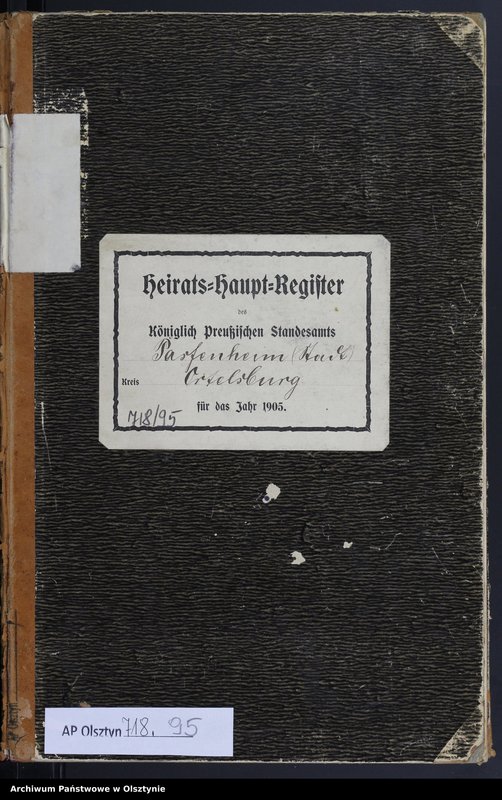 Heirats-Haupt-Register
des
Königlich Preußischen Standesamts
Passenheim (Stadt)
Kreis Ortelsburg
für das Jahr 1905.
718/95
AP Olsztyn 718. 95
Archiwum Państwowe w Olsztynie